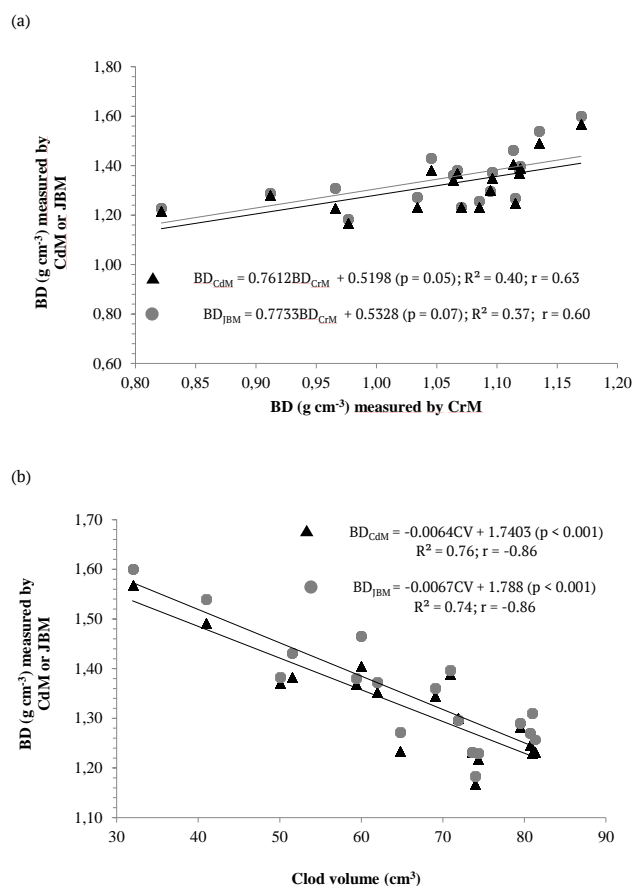 (a)
BD (g cm⁻³) measured by
CdM or JBM
1,80
1,60
1,40
1,20
1,00
0,80
0,60
BD_CdM = 0.7612BD_CrM + 0.5198 (p = 0.05); R² = 0.40; r = 0.63
BD_JBM = 0.7733BD_CrM + 0.5328 (p = 0.07); R² = 0.37; r = 0.60
0,80 0,85 0,90 0,95 1,00 1,05 1,10 1,15 1,20
BD (g cm⁻³) measured by CrM
(b)
BD (g cm⁻³) measured by
CdM or JBM
1,70
1,60
1,50
1,40
1,30
1,20
1,10
BD_CdM = -0.0064CV + 1.7403 (p < 0.001)
R² = 0.76; r = -0.86
BD_JBM = -0.0067CV + 1.788 (p < 0.001)
R² = 0.74; r = -0.86
30 40 50 60 70 80 90
Clod volume (cm³)